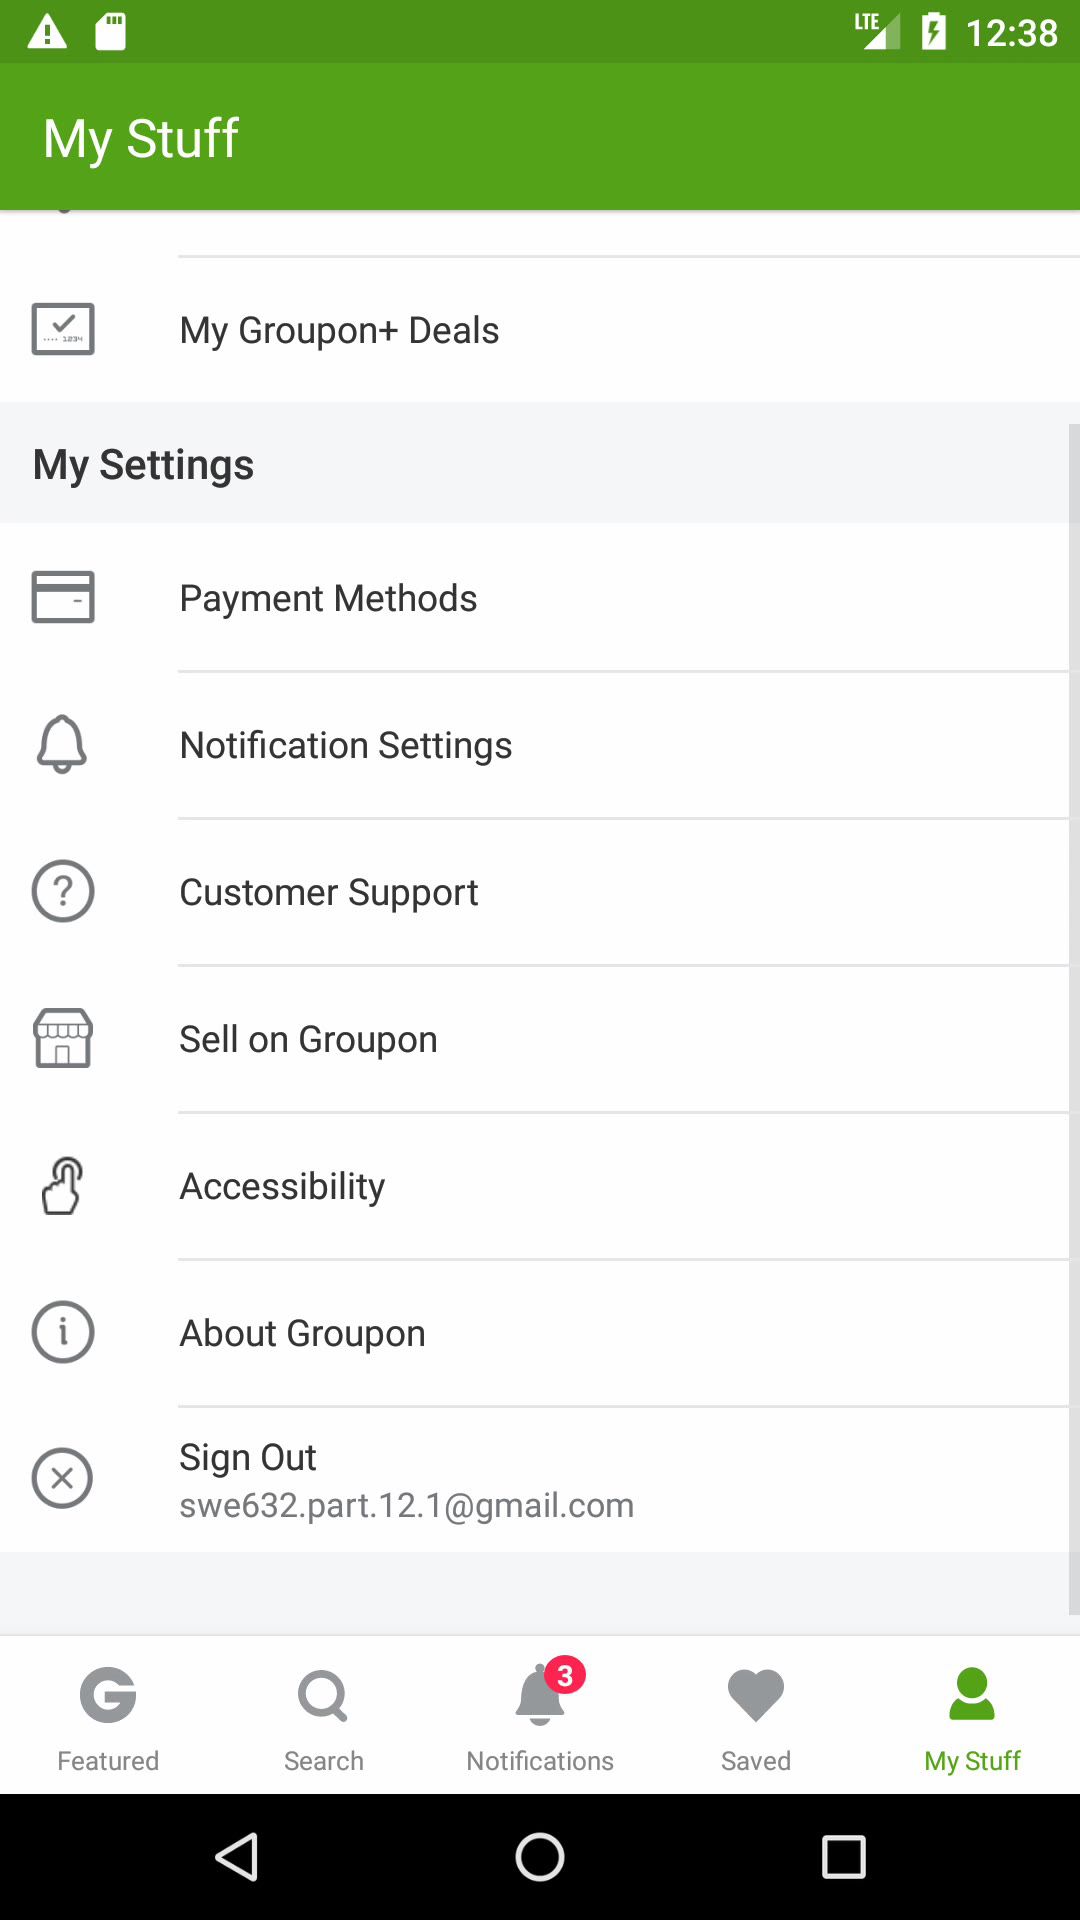 LTE 12:38
My Stuff
My Groupon+ Deals
My Settings
Payment Methods
Notification Settings
Customer Support
Sell on Groupon
Accessibility
About Groupon
Sign Out
swe632.part.12.1@gmail.com
3
Featured Search Notifications Saved My Stuff